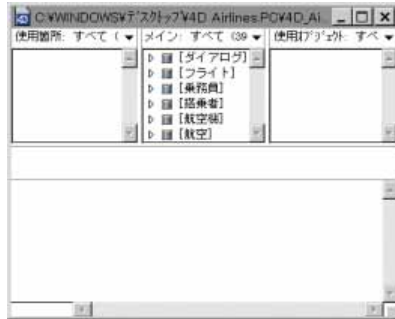 C:¥WINDOWS¥ﾃﾞｽｸﾄｯﾌﾟ¥4D Airlines.PC¥4D_Ai...
使用箇所: すべて (
メイン: すべて (39
使用ｵﾌﾞｼﾞｪｸﾄ: すべ
[ダイアログ]
[フライト]
[乗務員]
[搭乗者]
[航空機]
[航空]